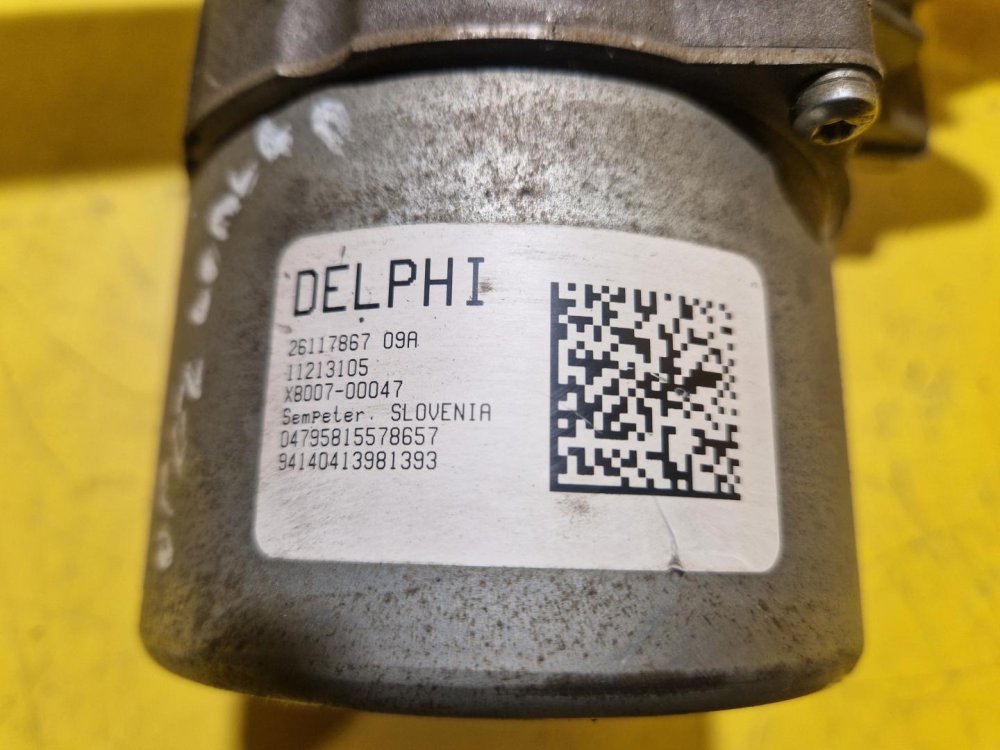 DELPHI
26117867 09A
11213105
X8007-00047
SemPeter. SLOVENIA
04795815578657
94140413981393